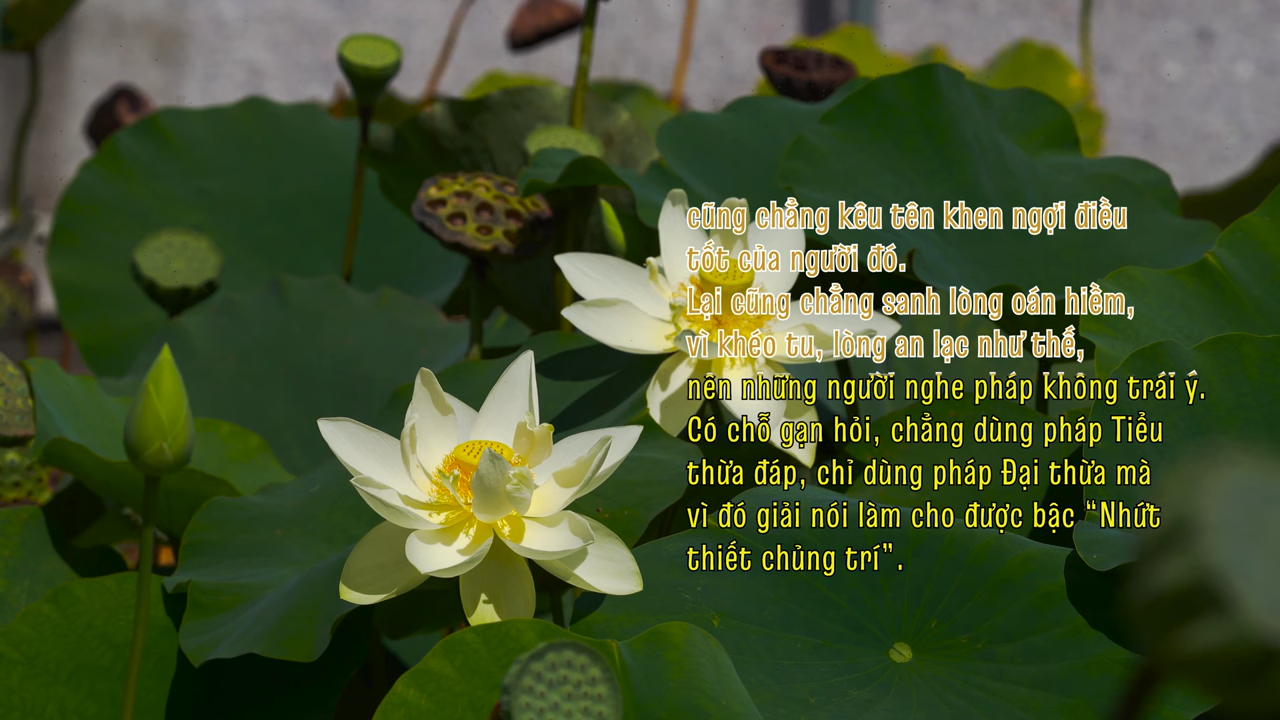 cũng chẳng kêu tên khen ngợi điều
tốt của người đó.
Lại cũng chẳng sanh lòng oán hiềm,
vì khéo tu, lòng an lạc như thế,
nên những người nghe pháp không trái ý.
Có chỗ gạn hỏi, chẳng dùng pháp Tiểu
thừa đáp, chỉ dùng pháp Đại thừa mà
vì đó giải nói làm cho được bậc “Nhứt
thiết chủng trí”.